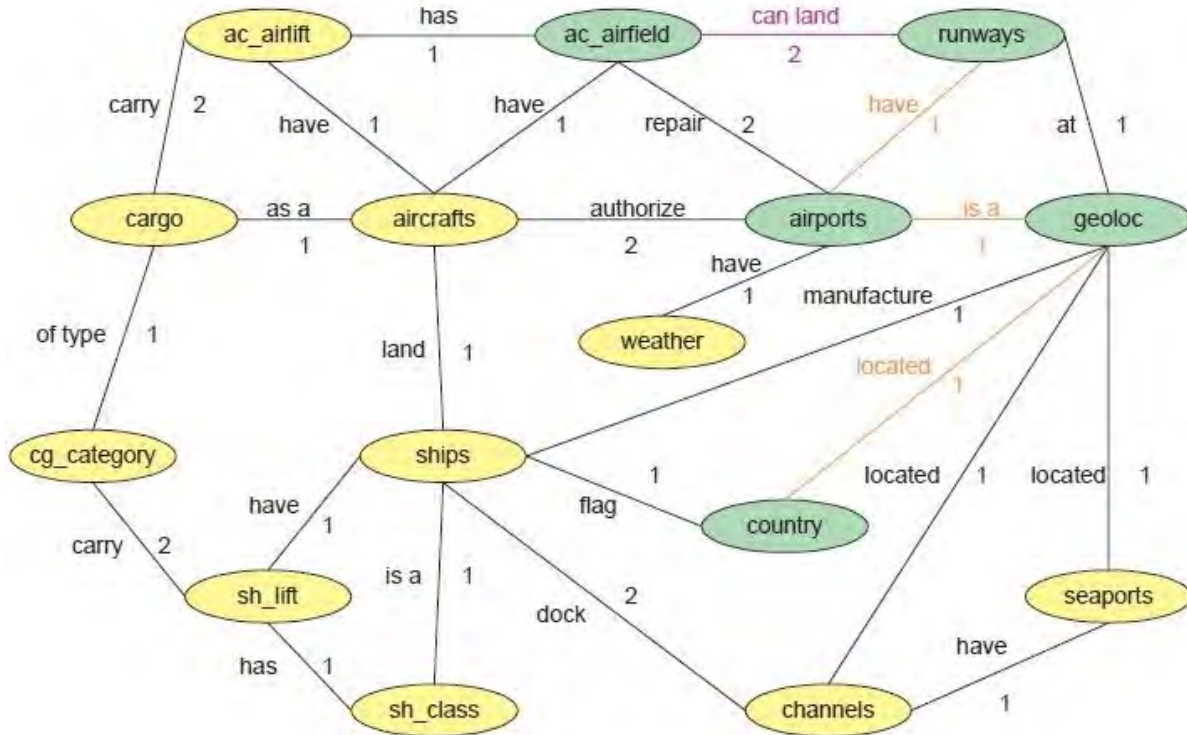 has
ac_airlift ac_airfield can land runways
1 2
carry 2 have 1 have 1 repair 2 have 1 at 1
cargo as a aircrafts authorize airports is a geoloc
1 2 1
have 1 manufacture 1
of type 1 land 1 weather located 1
cg_category ships 1 located 1 located 1
have 1 flag country
carry 2 is a 1 dock 2
sh_lift seaports
has 1 have 1
sh_class channels